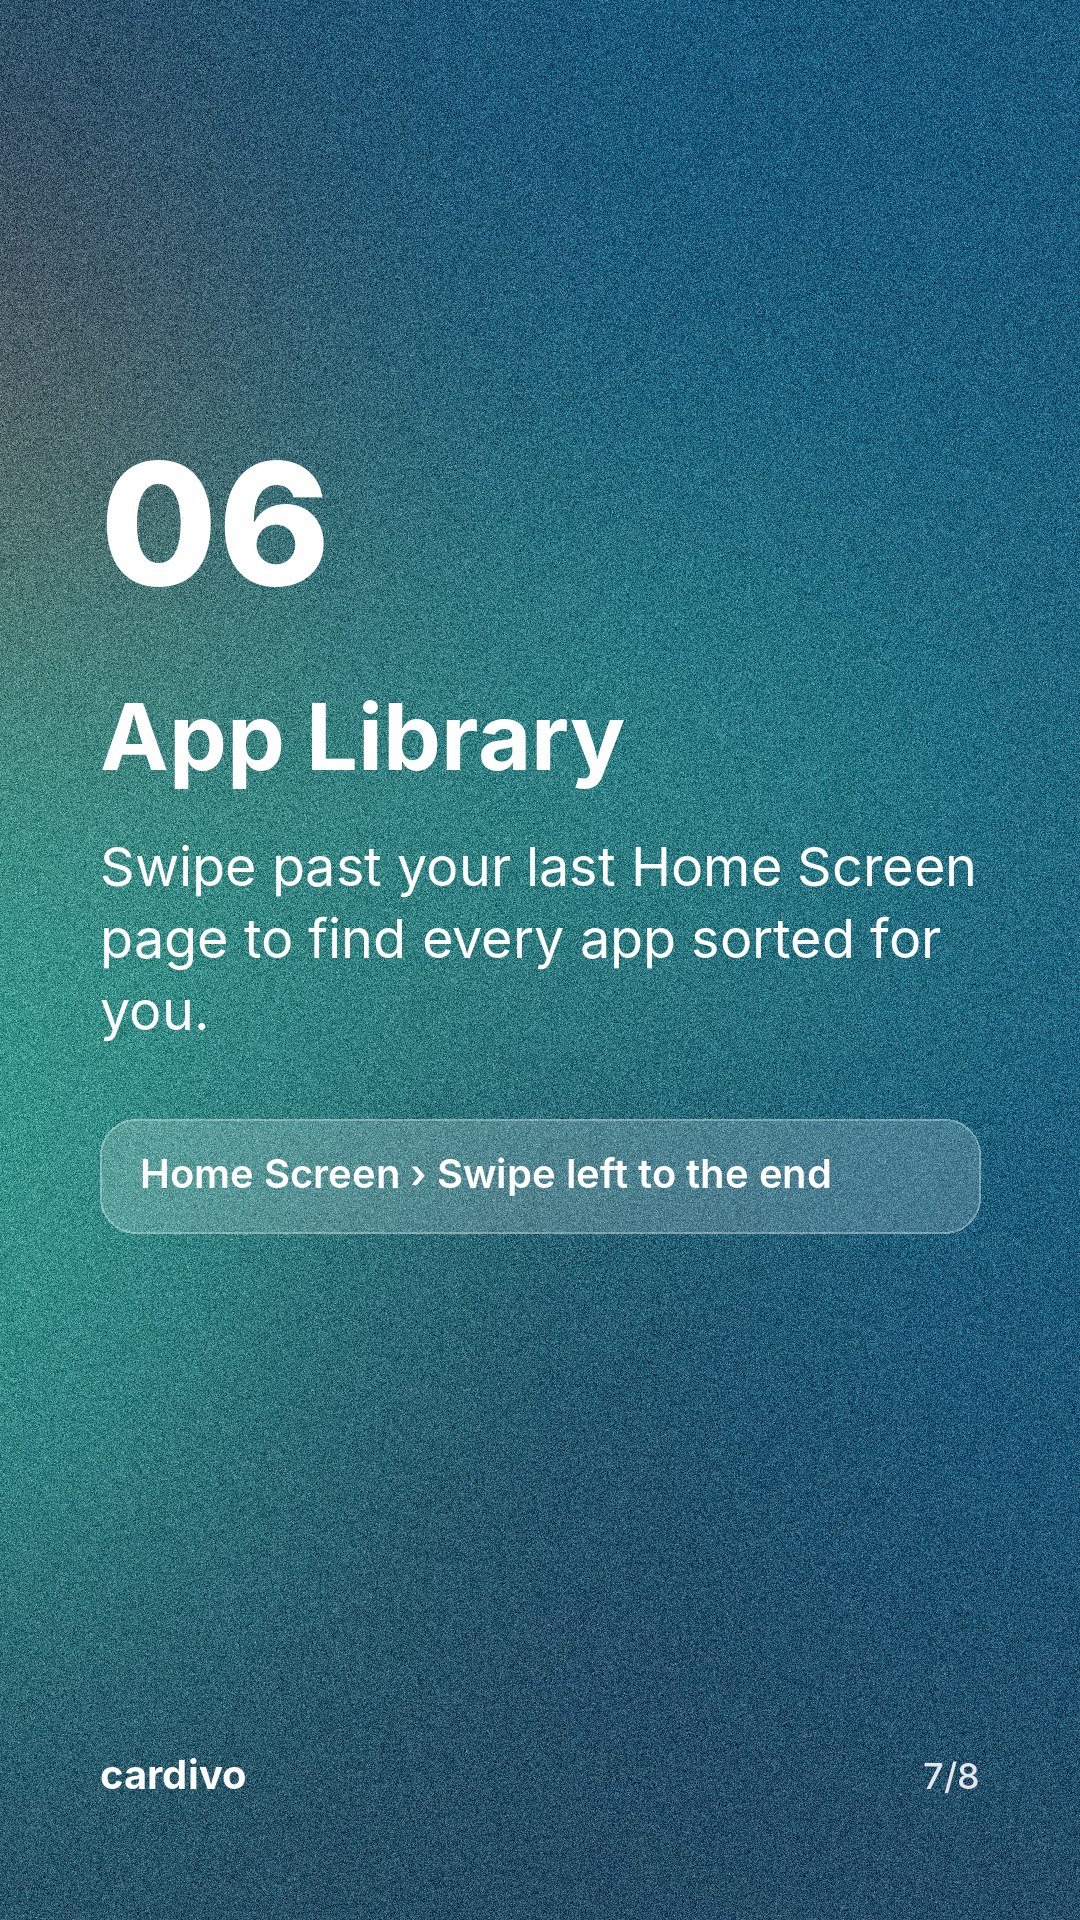 06
App Library
Swipe past your last Home Screen
page to find every app sorted for
you.
Home Screen › Swipe left to the end
cardivo
7/8